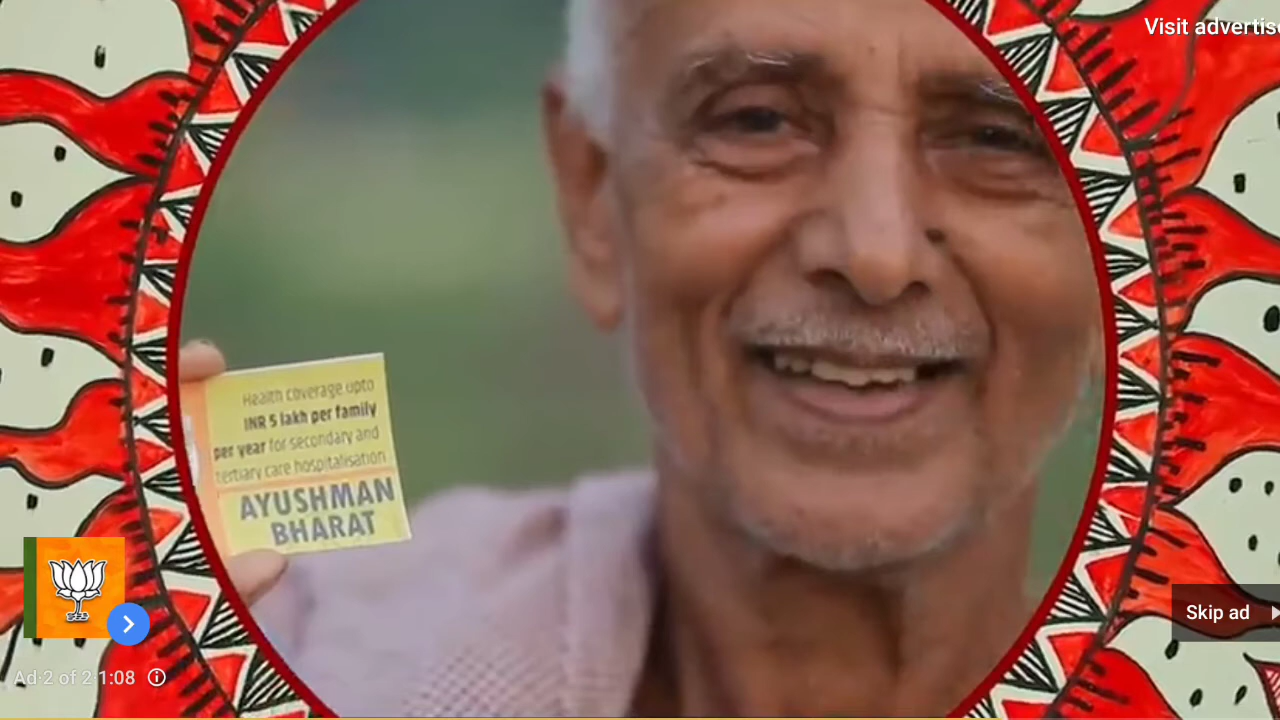 Visit advertis
Health coverage upto
INR 5 lakh per family
per year for secondary and
tertiary care hospitalisation
AYUSHMAN
BHARAT
Skip ad
Ad·2 of 2·1:08